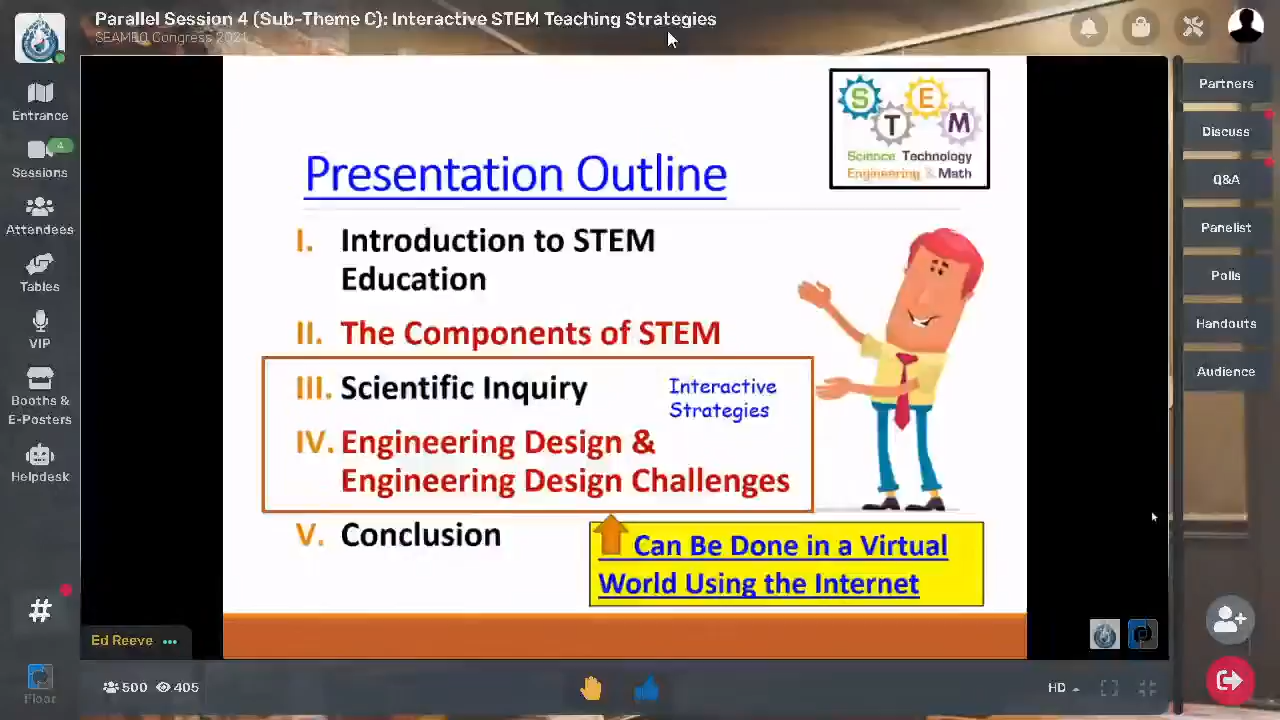 Parallel Session 4 (Sub-Theme C): Interactive STEM Teaching Strategies
SEAMEO Congress 2021
Entrance
4
Sessions
Attendees
Tables
VIP
Booths &
E-Posters
Helpdesk
#
Floor
S T E M
Science Technology
Engineering & Math
Presentation Outline
I. Introduction to STEM
Education
II. The Components of STEM
III. Scientific Inquiry
Interactive
Strategies
IV. Engineering Design &
Engineering Design Challenges
V. Conclusion
Can Be Done in a Virtual
World Using the Internet
Ed Reeve
500 405
HD
Partners
Discuss
Q&A
Panelist
Polls
Handouts
Audience